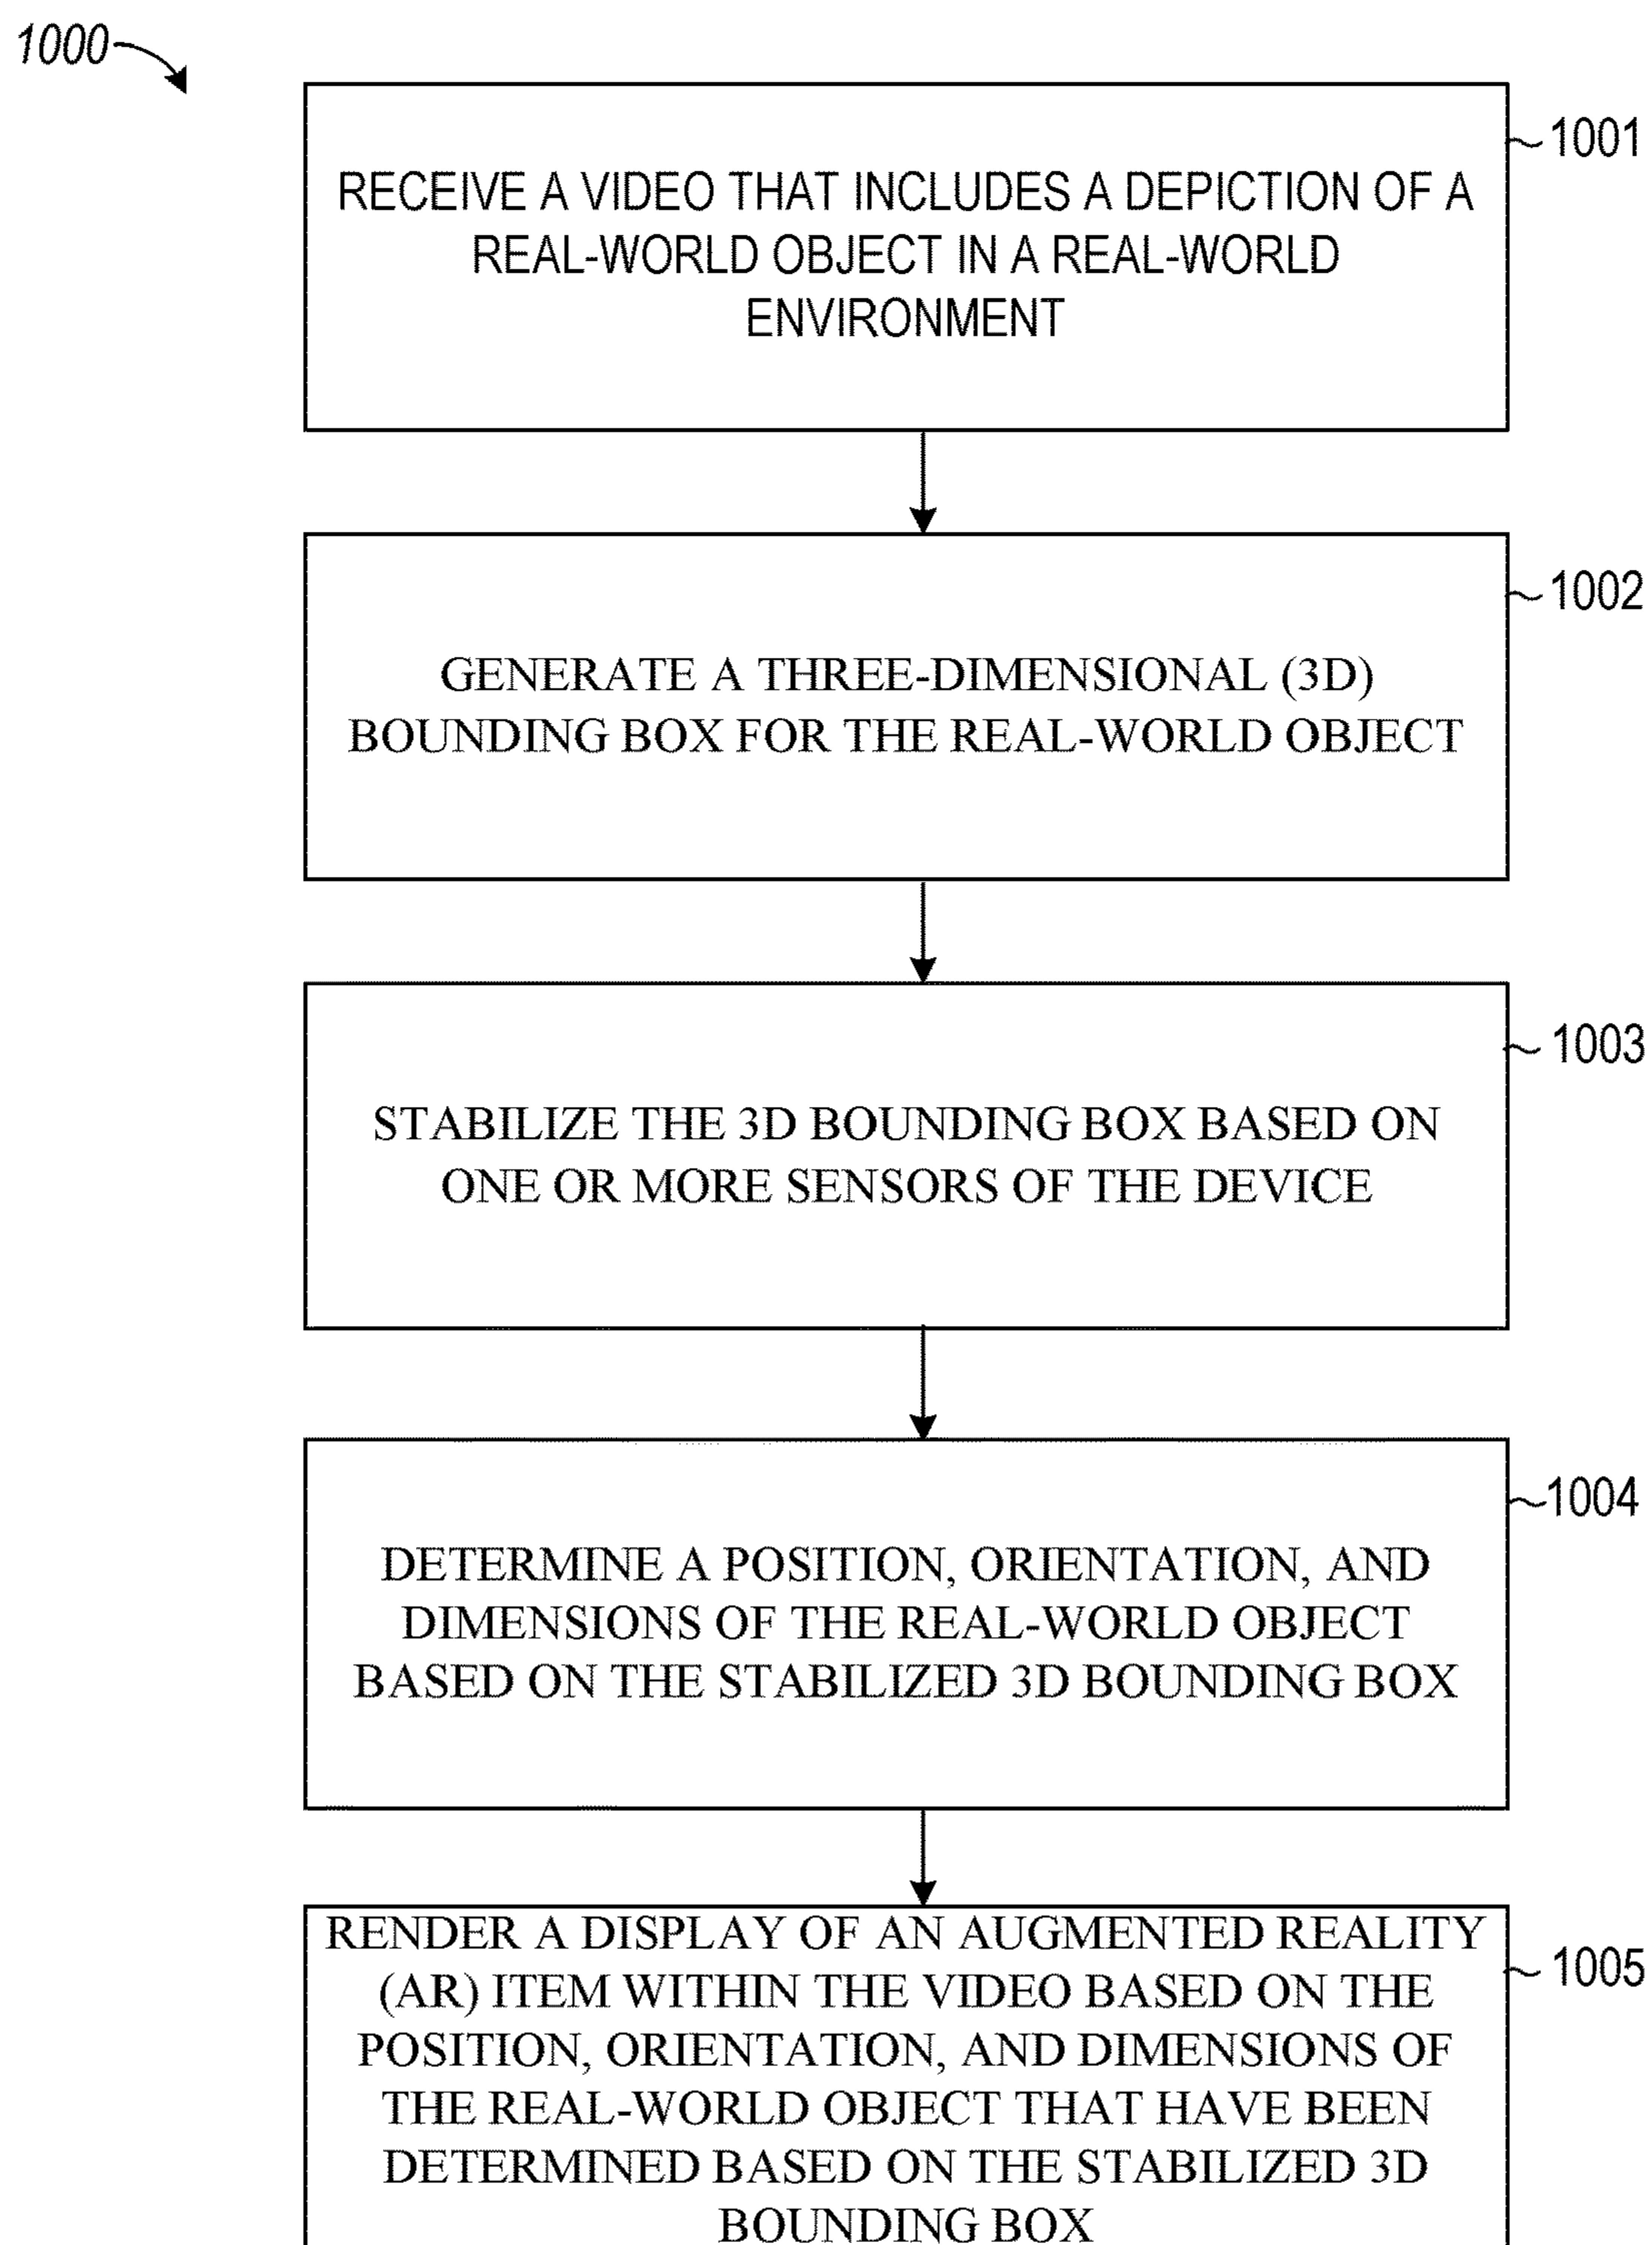 1000
1001
RECEIVE A VIDEO THAT INCLUDES A DEPICTION OF A
REAL-WORLD OBJECT IN A REAL-WORLD
ENVIRONMENT
1002
GENERATE A THREE-DIMENSIONAL (3D)
BOUNDING BOX FOR THE REAL-WORLD OBJECT
1003
STABILIZE THE 3D BOUNDING BOX BASED ON
ONE OR MORE SENSORS OF THE DEVICE
1004
DETERMINE A POSITION, ORIENTATION, AND
DIMENSIONS OF THE REAL-WORLD OBJECT
BASED ON THE STABILIZED 3D BOUNDING BOX
1005
RENDER A DISPLAY OF AN AUGMENTED REALITY
(AR) ITEM WITHIN THE VIDEO BASED ON THE
POSITION, ORIENTATION, AND DIMENSIONS OF
THE REAL-WORLD OBJECT THAT HAVE BEEN
DETERMINED BASED ON THE STABILIZED 3D
BOUNDING BOX